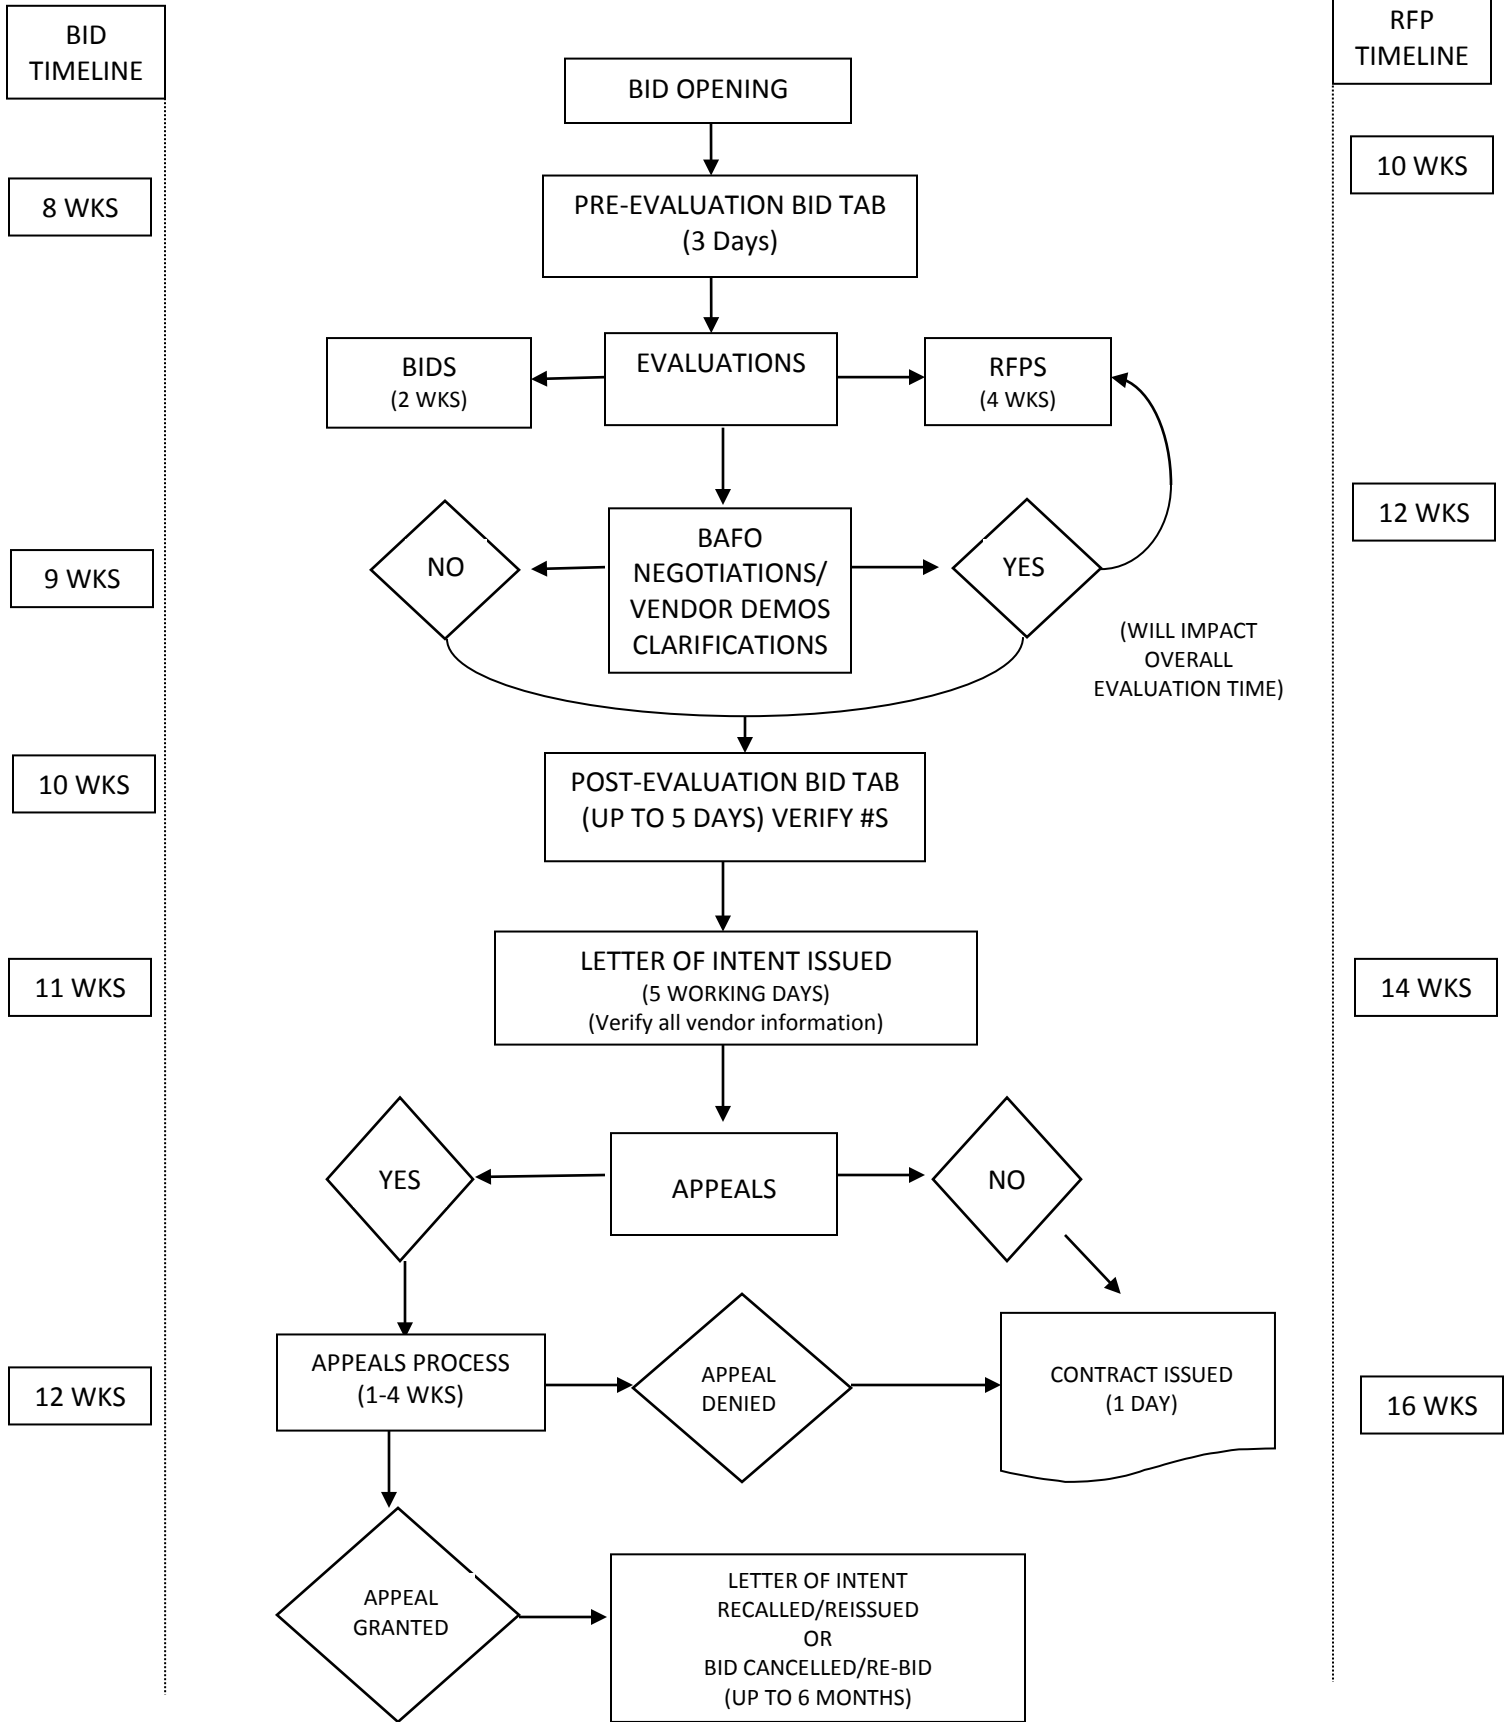 BID
TIMELINE
RFP
TIMELINE
BID OPENING
10 WKS
8 WKS
PRE-EVALUATION BID TAB
(3 Days)
BIDS
(2 WKS)
EVALUATIONS
RFPS
(4 WKS)
12 WKS
9 WKS
NO
BAFO
NEGOTIATIONS/
VENDOR DEMOS
CLARIFICATIONS
YES
(WILL IMPACT
OVERALL
EVALUATION TIME)
10 WKS
POST-EVALUATION BID TAB
(UP TO 5 DAYS) VERIFY #S
11 WKS
LETTER OF INTENT ISSUED
(5 WORKING DAYS)
(Verify all vendor information)
14 WKS
YES
APPEALS
NO
12 WKS
APPEALS PROCESS
(1-4 WKS)
APPEAL
DENIED
CONTRACT ISSUED
(1 DAY)
16 WKS
APPEAL
GRANTED
LETTER OF INTENT
RECALLED/REISSUED
OR
BID CANCELLED/RE-BID
(UP TO 6 MONTHS)